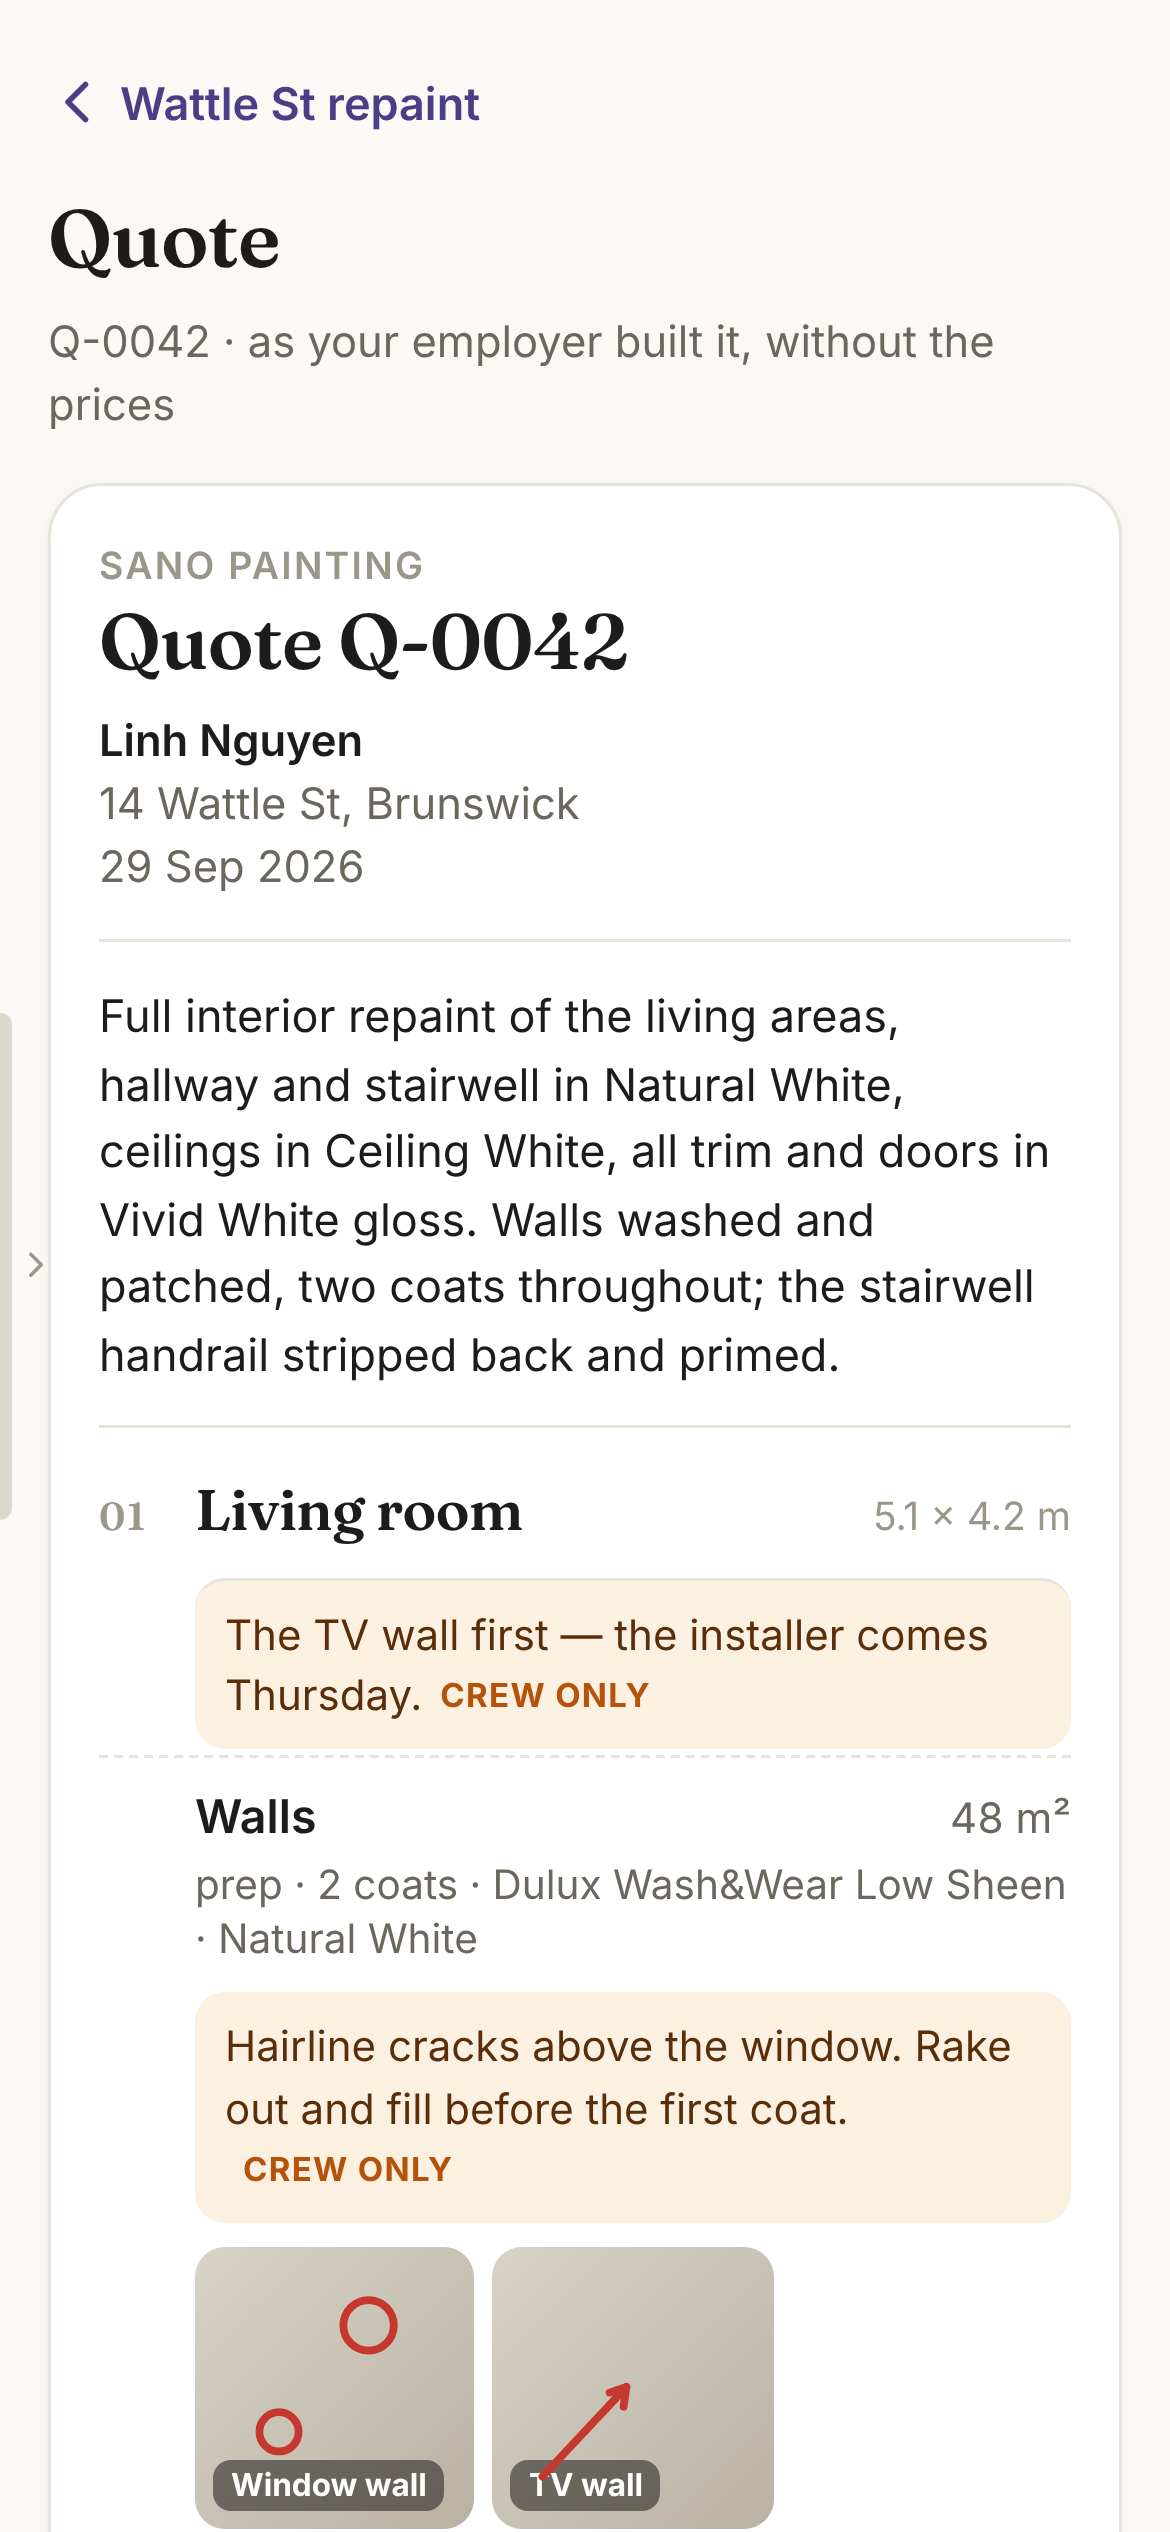 Wattle St repaint
Quote
Q-0042 · as your employer built it, without the
prices
SANO PAINTING
Quote Q-0042
Linh Nguyen
14 Wattle St, Brunswick
29 Sep 2026
Full interior repaint of the living areas,
hallway and stairwell in Natural White,
ceilings in Ceiling White, all trim and doors in
Vivid White gloss. Walls washed and
patched, two coats throughout; the stairwell
handrail stripped back and primed.
01 Living room 5.1 × 4.2 m
The TV wall first — the installer comes
Thursday. CREW ONLY
Walls 48 m²
prep · 2 coats · Dulux Wash&Wear Low Sheen
· Natural White
Hairline cracks above the window. Rake
out and fill before the first coat.
CREW ONLY
Window wall TV wall